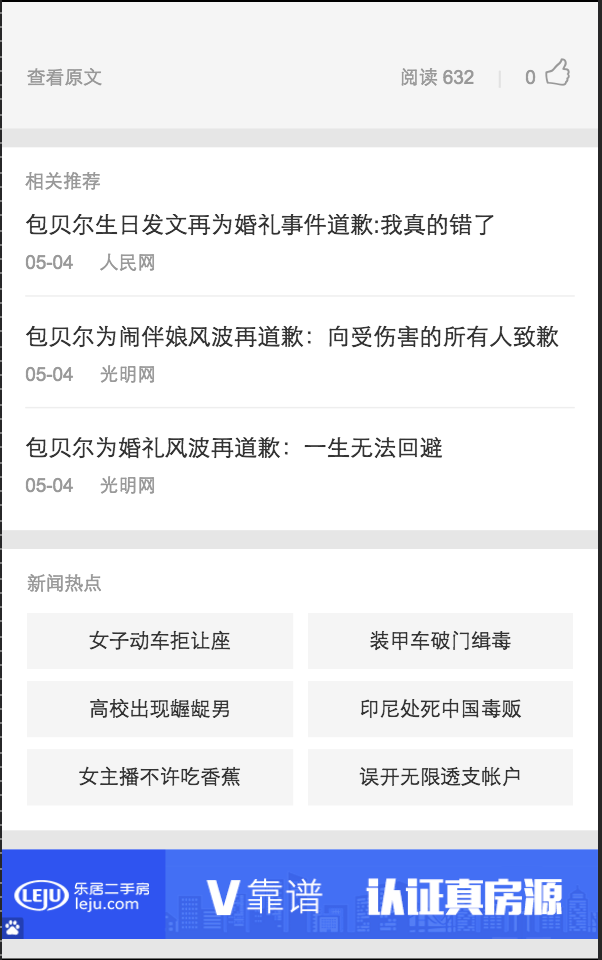 查看原文 阅读 632 | 0
相关推荐
包贝尔生日发文再为婚礼事件道歉:我真的错了
05-04 人民网
包贝尔为闹伴娘风波再道歉：向受伤害的所有人致歉
05-04 光明网
包贝尔为婚礼风波再道歉：一生无法回避
05-04 光明网
新闻热点
女子动车拒让座 装甲车破门缉毒
高校出现龌龊男 印尼处死中国毒贩
女主播不许吃香蕉 误开无限透支帐户
LEJU 乐居二手房 V靠谱 认证真房源
leju.com